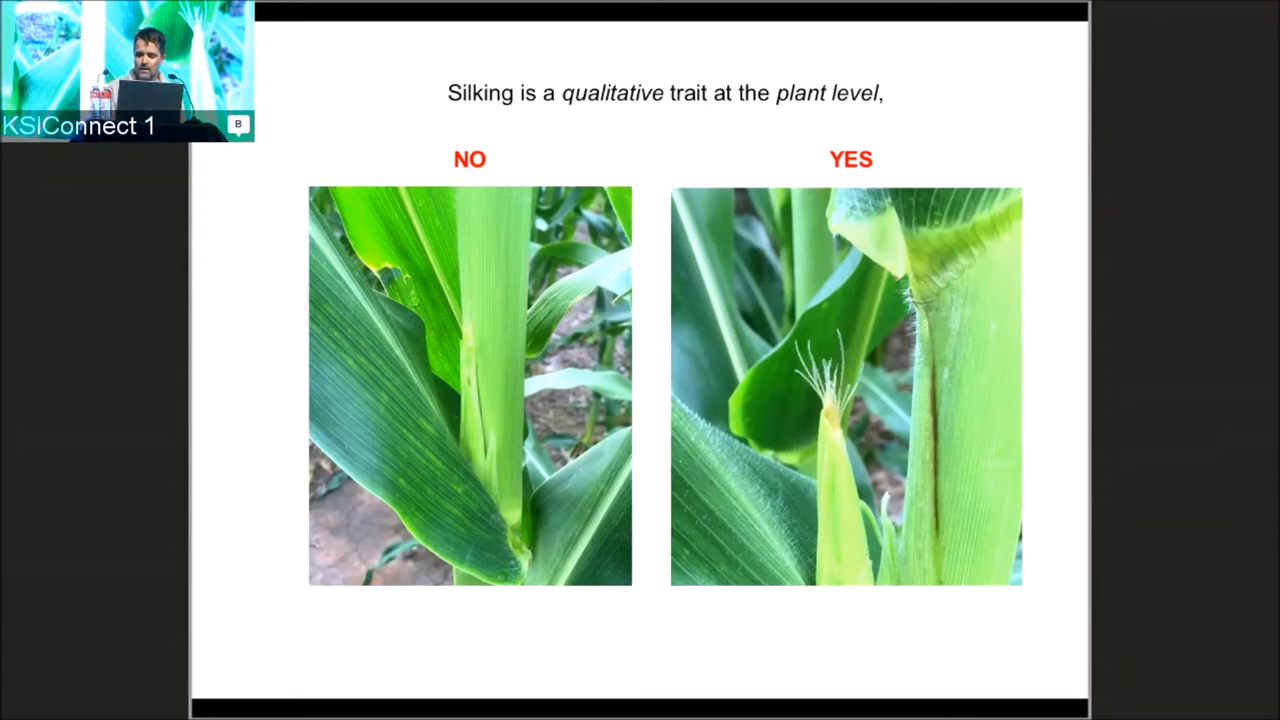 Silking is a qualitative trait at the plant level,
NO
YES
KSIConnect 1
B